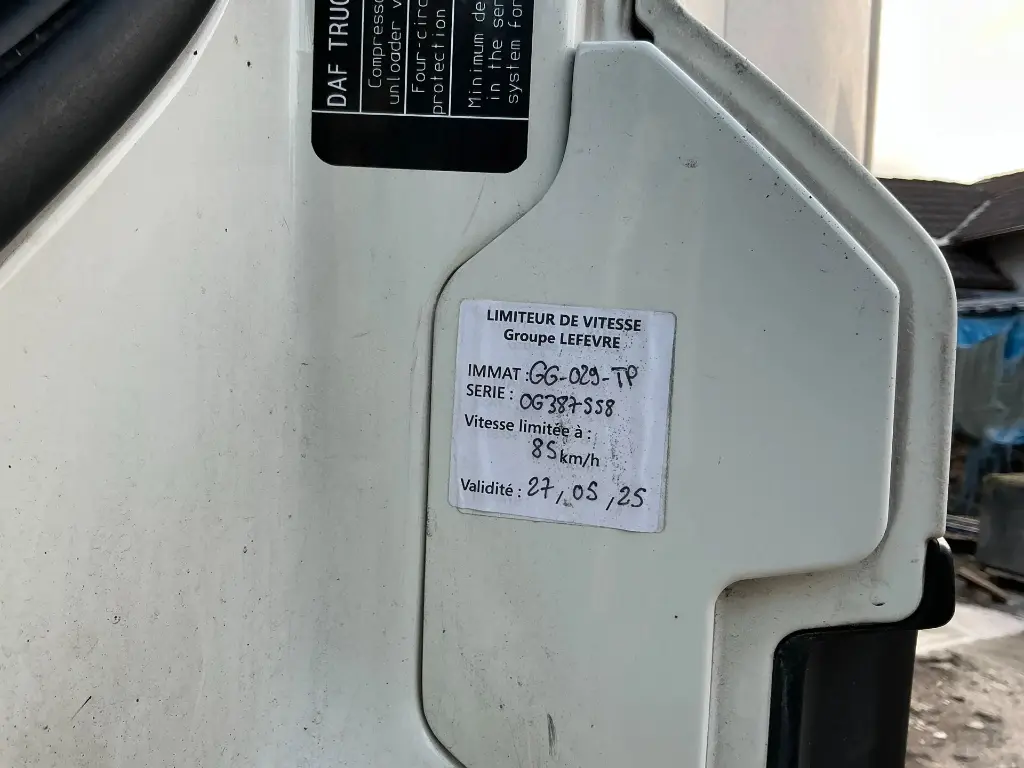 DAF TRUC
Compresso
unloader v
Four-circ
protection
Minimum de
in the ser
system for
LIMITEUR DE VITESSE
Groupe LEFEVRE
IMMAT : GG-029-TP
SERIE : 0G387558
Vitesse limitée à :
85 km/h
Validité : 27, 05, 25